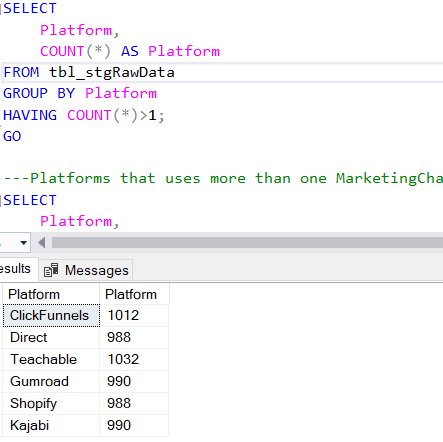 SELECT
Platform,
COUNT(*) AS Platform
FROM tbl_stgRawData
GROUP BY Platform
HAVING COUNT(*)>1;
GO
---Platforms that uses more than one MarketingCha
SELECT
Platform,
esults Messages
Platform Platform
ClickFunnels 1012
Direct 988
Teachable 1032
Gumroad 990
Shopify 988
Kajabi 990